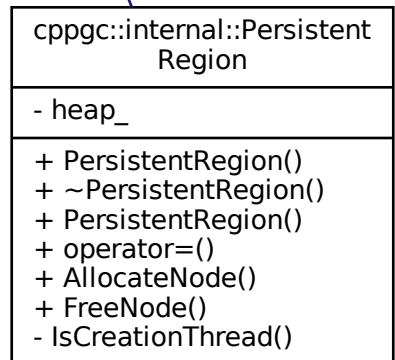 cppgc::internal::Persistent
Region
- heap_
+ PersistentRegion()
+ ~PersistentRegion()
+ PersistentRegion()
+ operator=()
+ AllocateNode()
+ FreeNode()
- IsCreationThread()